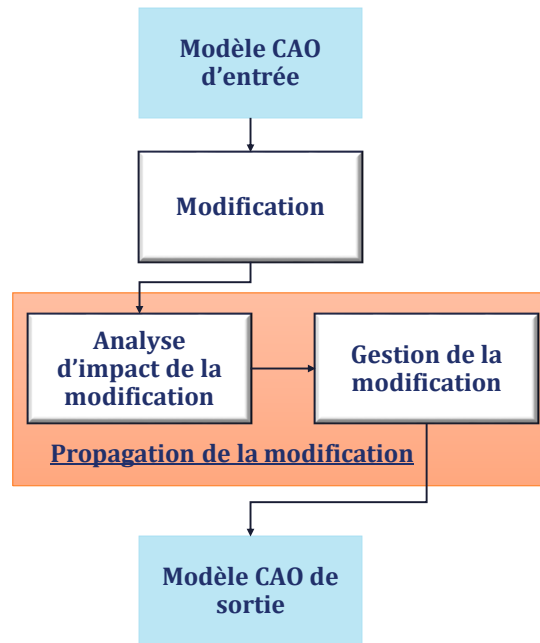 Modèle CAO
d'entrée
Modification
Analyse
d'impact de la
modification
Gestion de la
modification
Propagation de la modification
Modèle CAO de
sortie